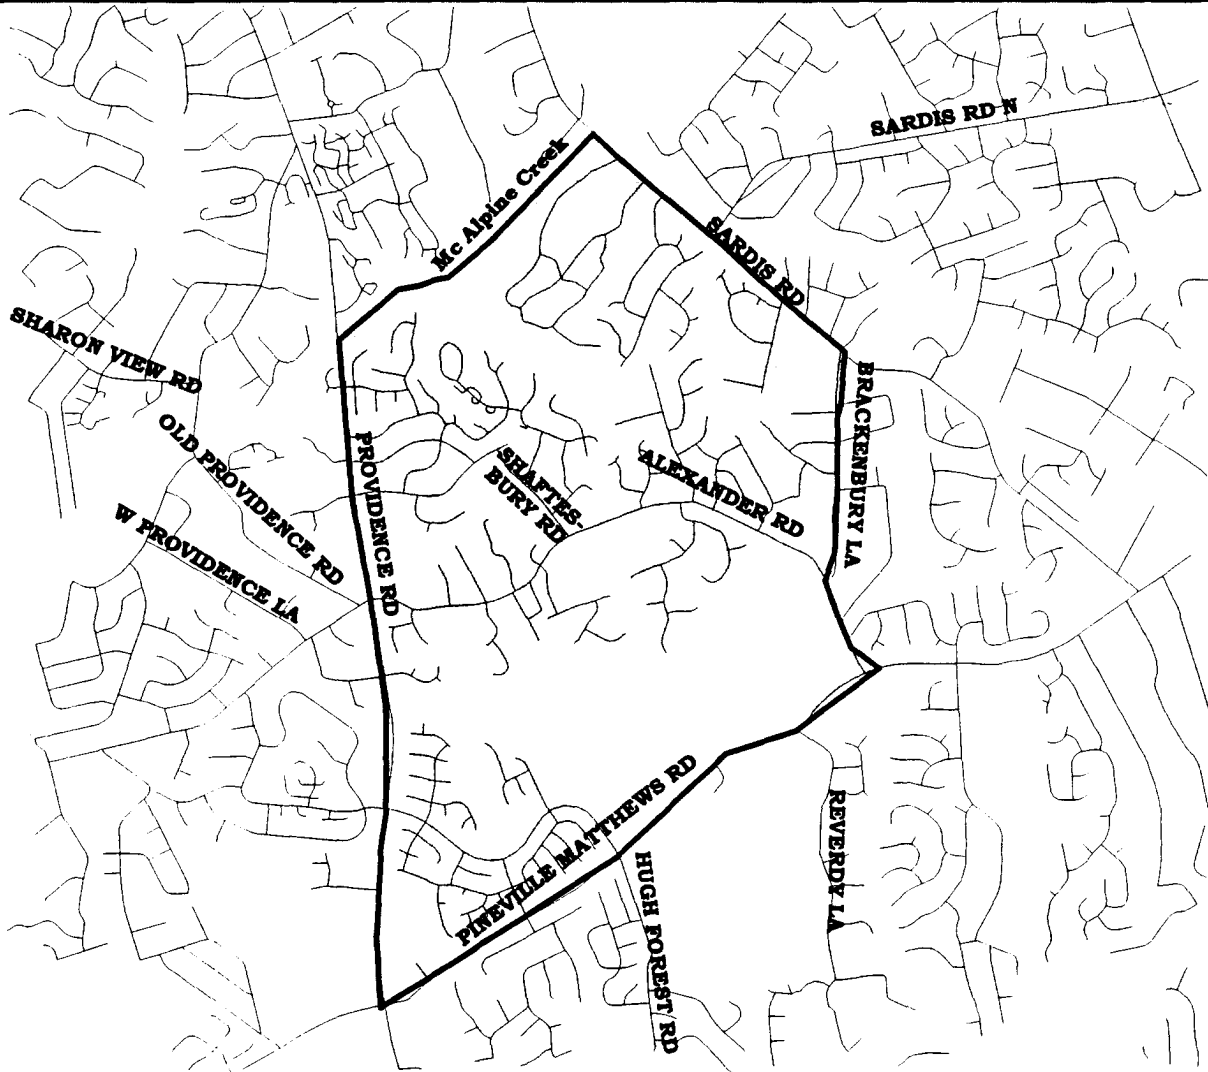 SARDIS RD N
Mc Alpine Creek
SARDIS RD
SHARON VIEW RD
OLD PROVIDENCE RD
W PROVIDENCE LA
PROVIDENCE RD
SHAFTES-
BURY RD
ALEXANDER RD
BRACKENBURY LA
PINEVILLE MATTHEWS RD
HUGH FOREST RD
REVERDY LA